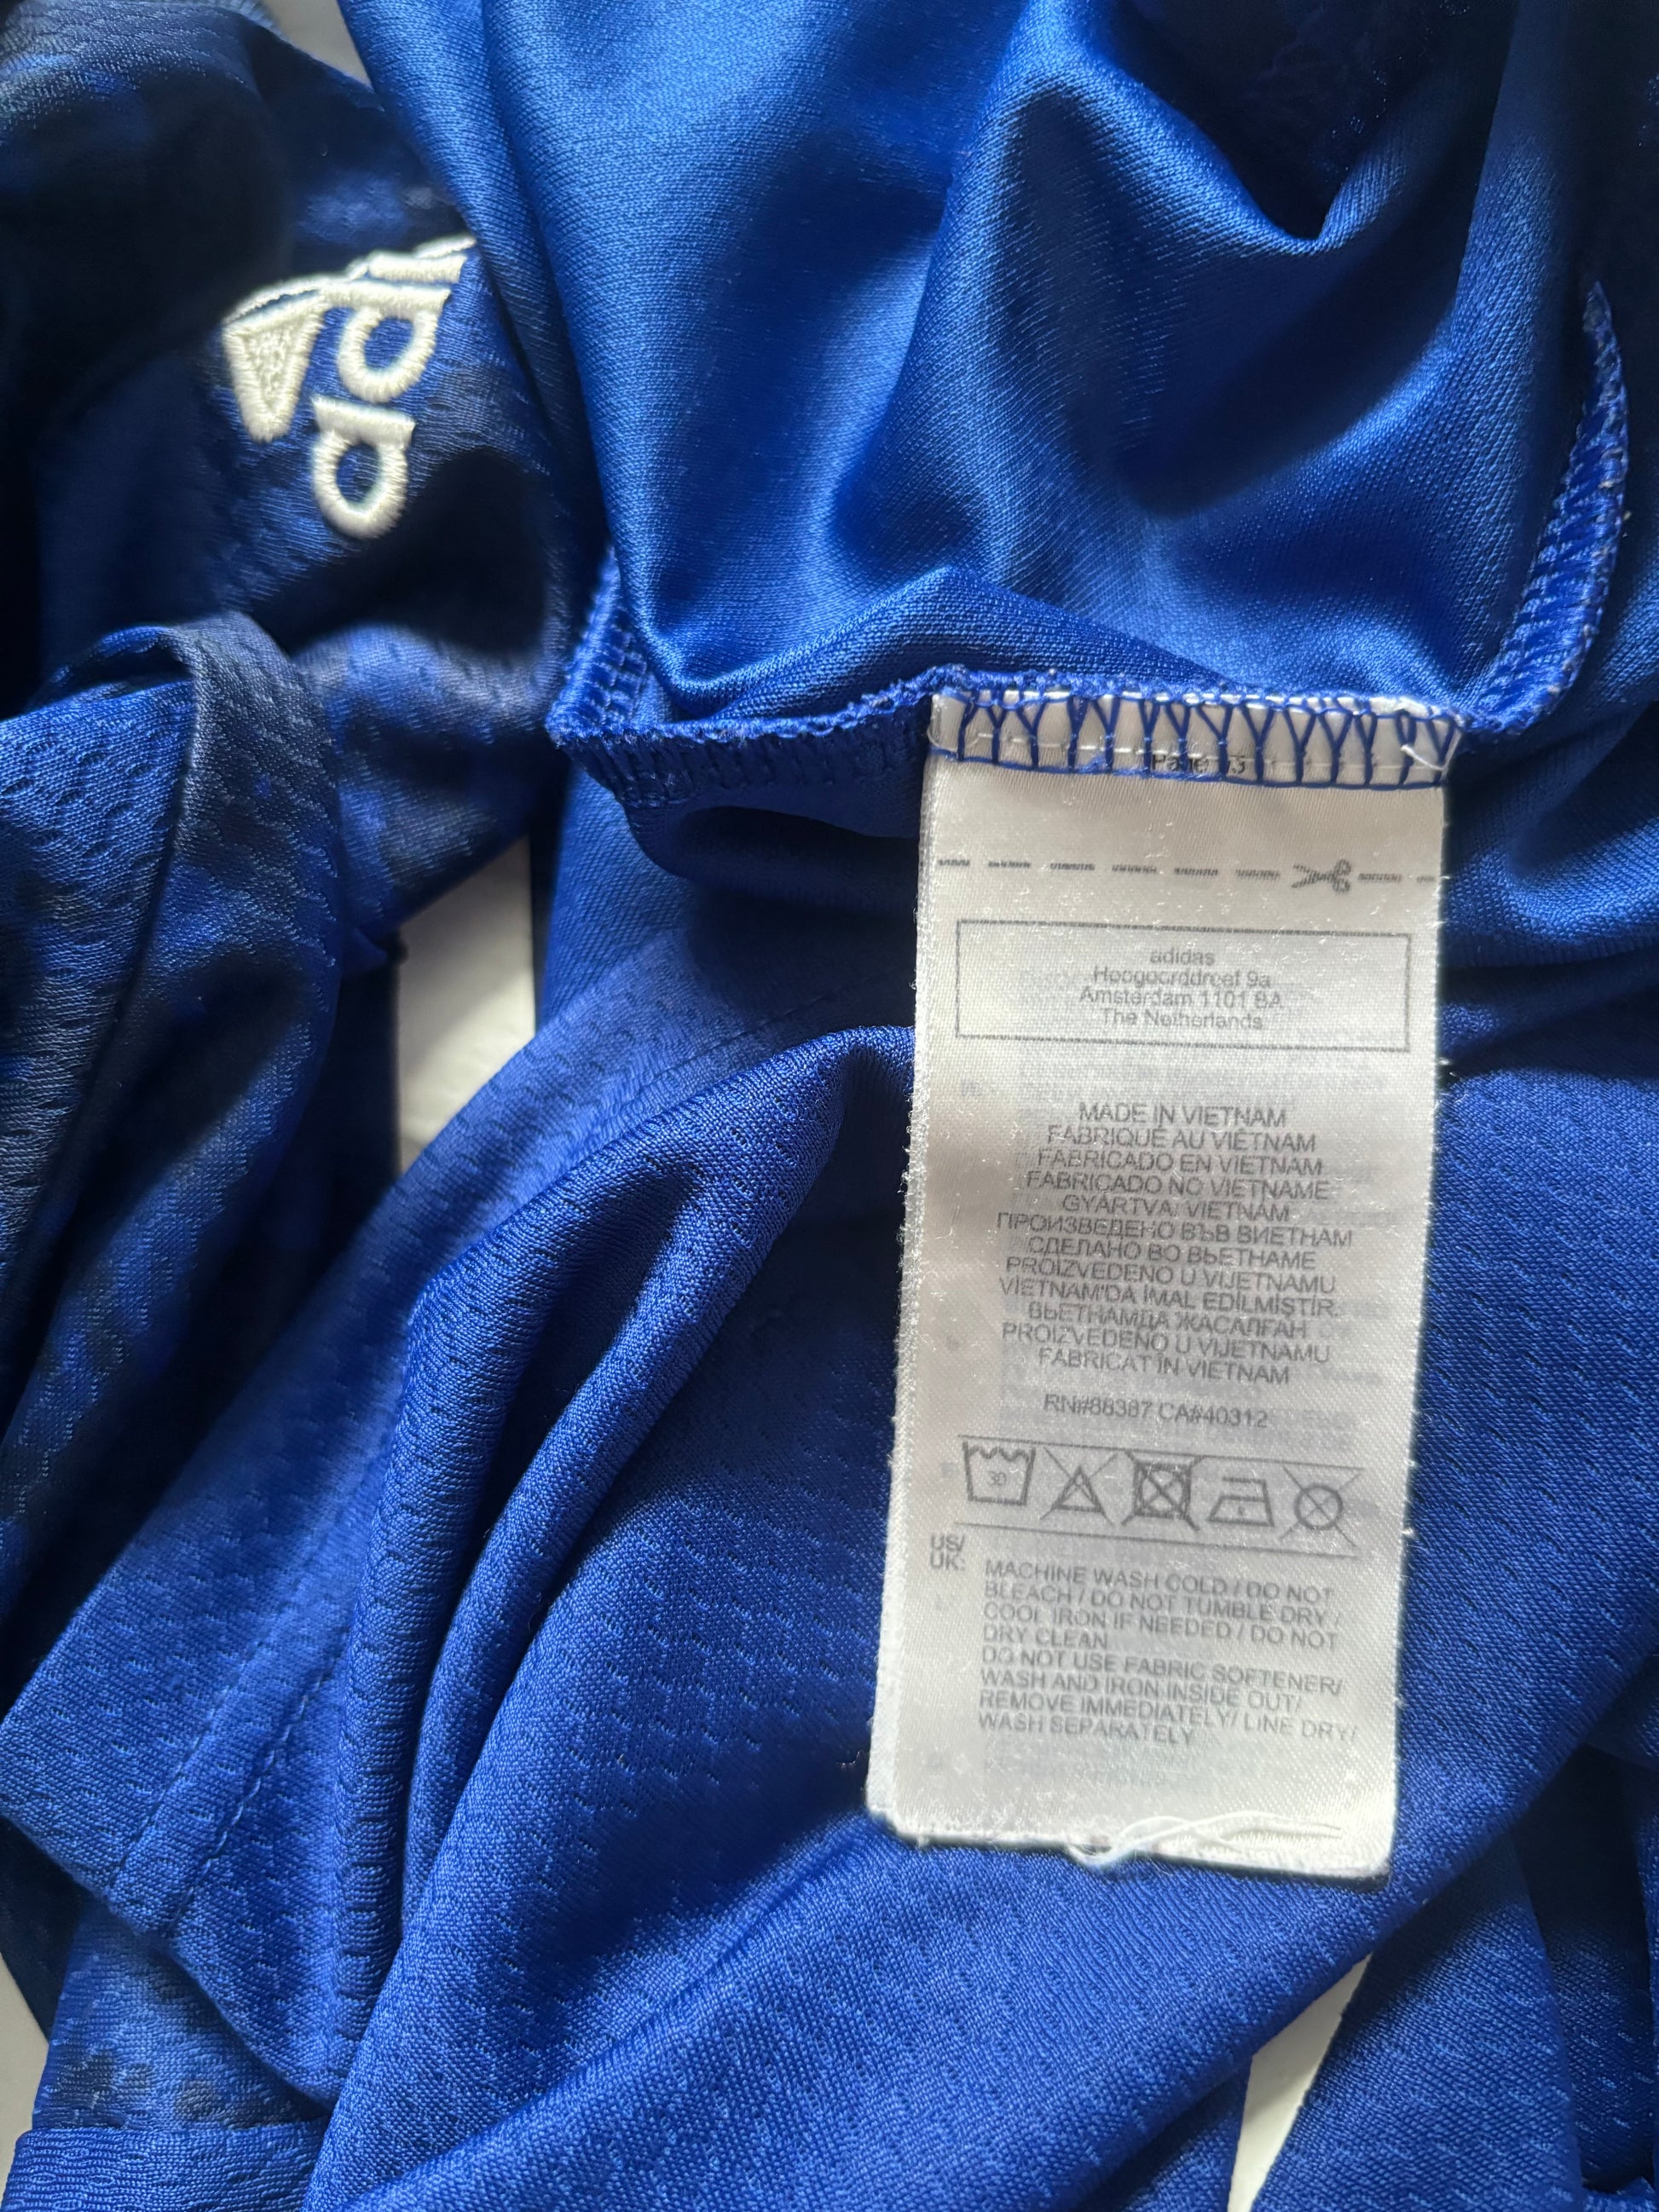 adi
adidas
Hoogoorddreef 9a
Amsterdam 1101 BA
The Netherlands
MADE IN VIETNAM
FABRIQUÉ AU VIETNAM
FABRICADO EN VIETNAM
FABRICADO NO VIETNAME
GYÁRTVA: VIETNAM
ПРОИЗВЕДЕНО ВЪВ ВИЕТНАМ
СДЕЛАНО ВО ВЬЕТНАМЕ
PROIZVEDENO U VIJETNAMU
VIETNAM'DA İMAL EDİLMİŞTİR.
ВЬЕТНАМДА ЖАСАЛҒАН
PROIZVEDENO U VIJETNAMU
FABRICAT ÎN VIETNAM
RN#88387 CA#40312
30
US/
UK:
MACHINE WASH COLD / DO NOT
BLEACH / DO NOT TUMBLE DRY /
COOL IRON IF NEEDED / DO NOT
DRY CLEAN
DO NOT USE FABRIC SOFTENER/
WASH AND IRON INSIDE OUT/
REMOVE IMMEDIATELY/ LINE DRY/
WASH SEPARATELY